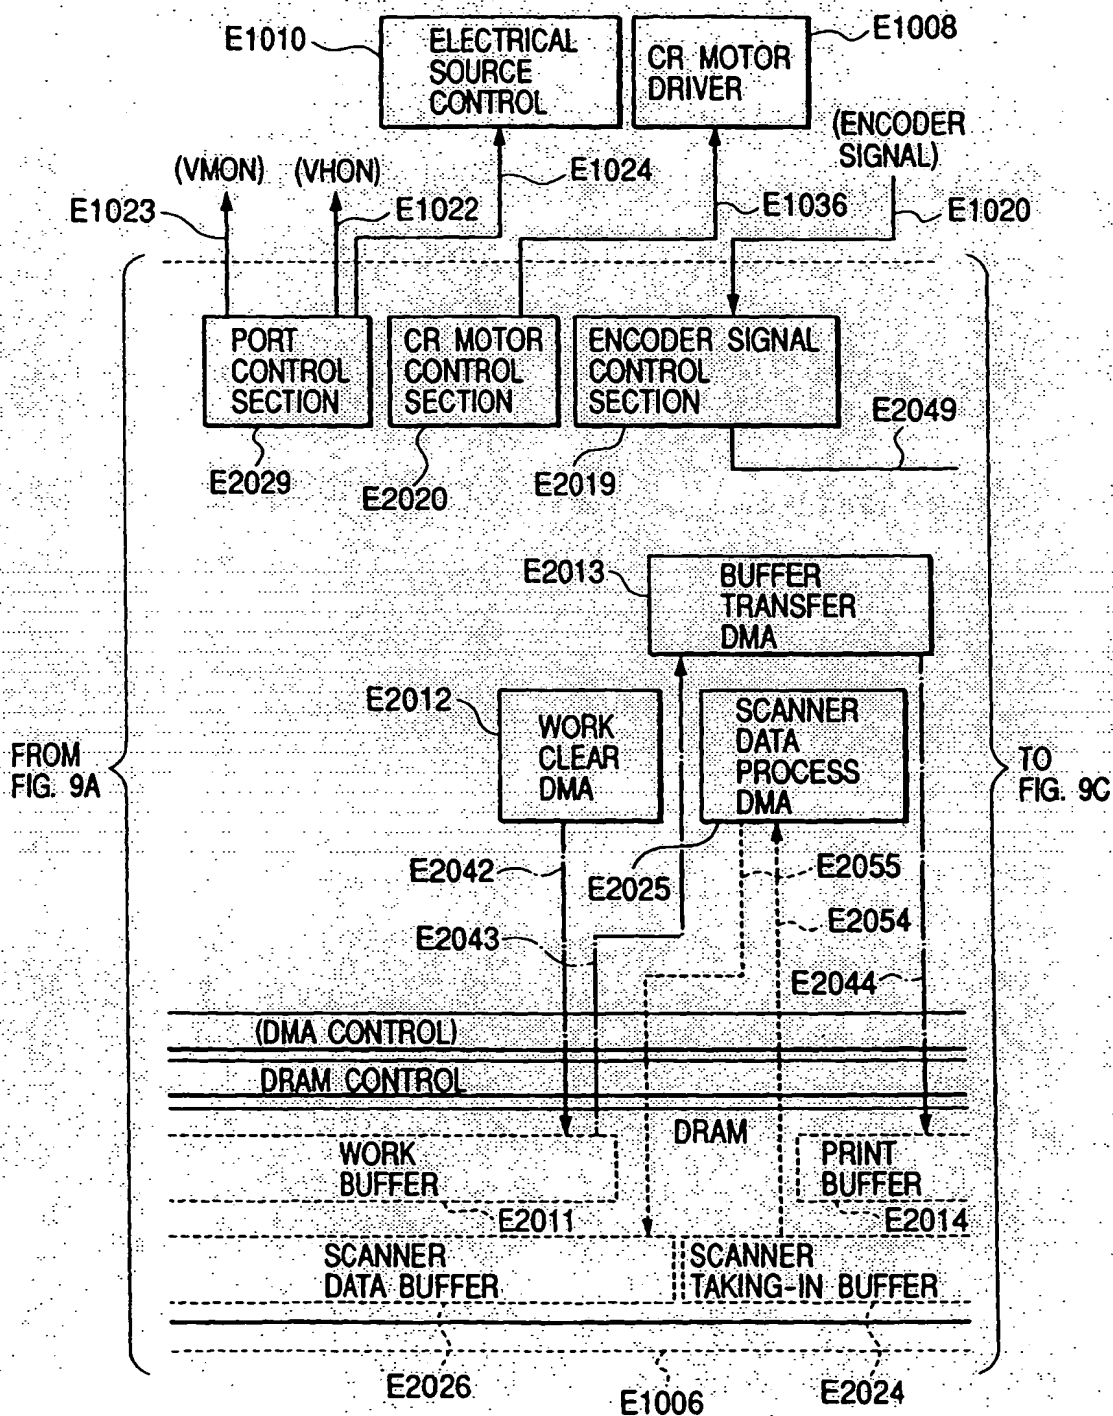 E1010
ELECTRICAL
SOURCE
CONTROL
CR MOTOR
DRIVER
E1008
(ENCODER
SIGNAL)
(VMON)
(VHON)
E1024
E1023
E1022
E1036
E1020
PORT
CONTROL
SECTION
CR MOTOR
CONTROL
SECTION
ENCODER SIGNAL
CONTROL
SECTION
E2049
E2029
E2020
E2019
E2013
BUFFER
TRANSFER
DMA
E2012
WORK
CLEAR
DMA
SCANNER
DATA
PROCESS
DMA
FROM
FIG. 9A
TO
FIG. 9C
E2042
E2025
E2055
E2043
E2054
E2044
(DMA CONTROL)
DRAM CONTROL
DRAM
WORK
BUFFER
PRINT
BUFFER
E2011
E2014
SCANNER
DATA BUFFER
SCANNER
TAKING-IN BUFFER
E2026
E1006
E2024